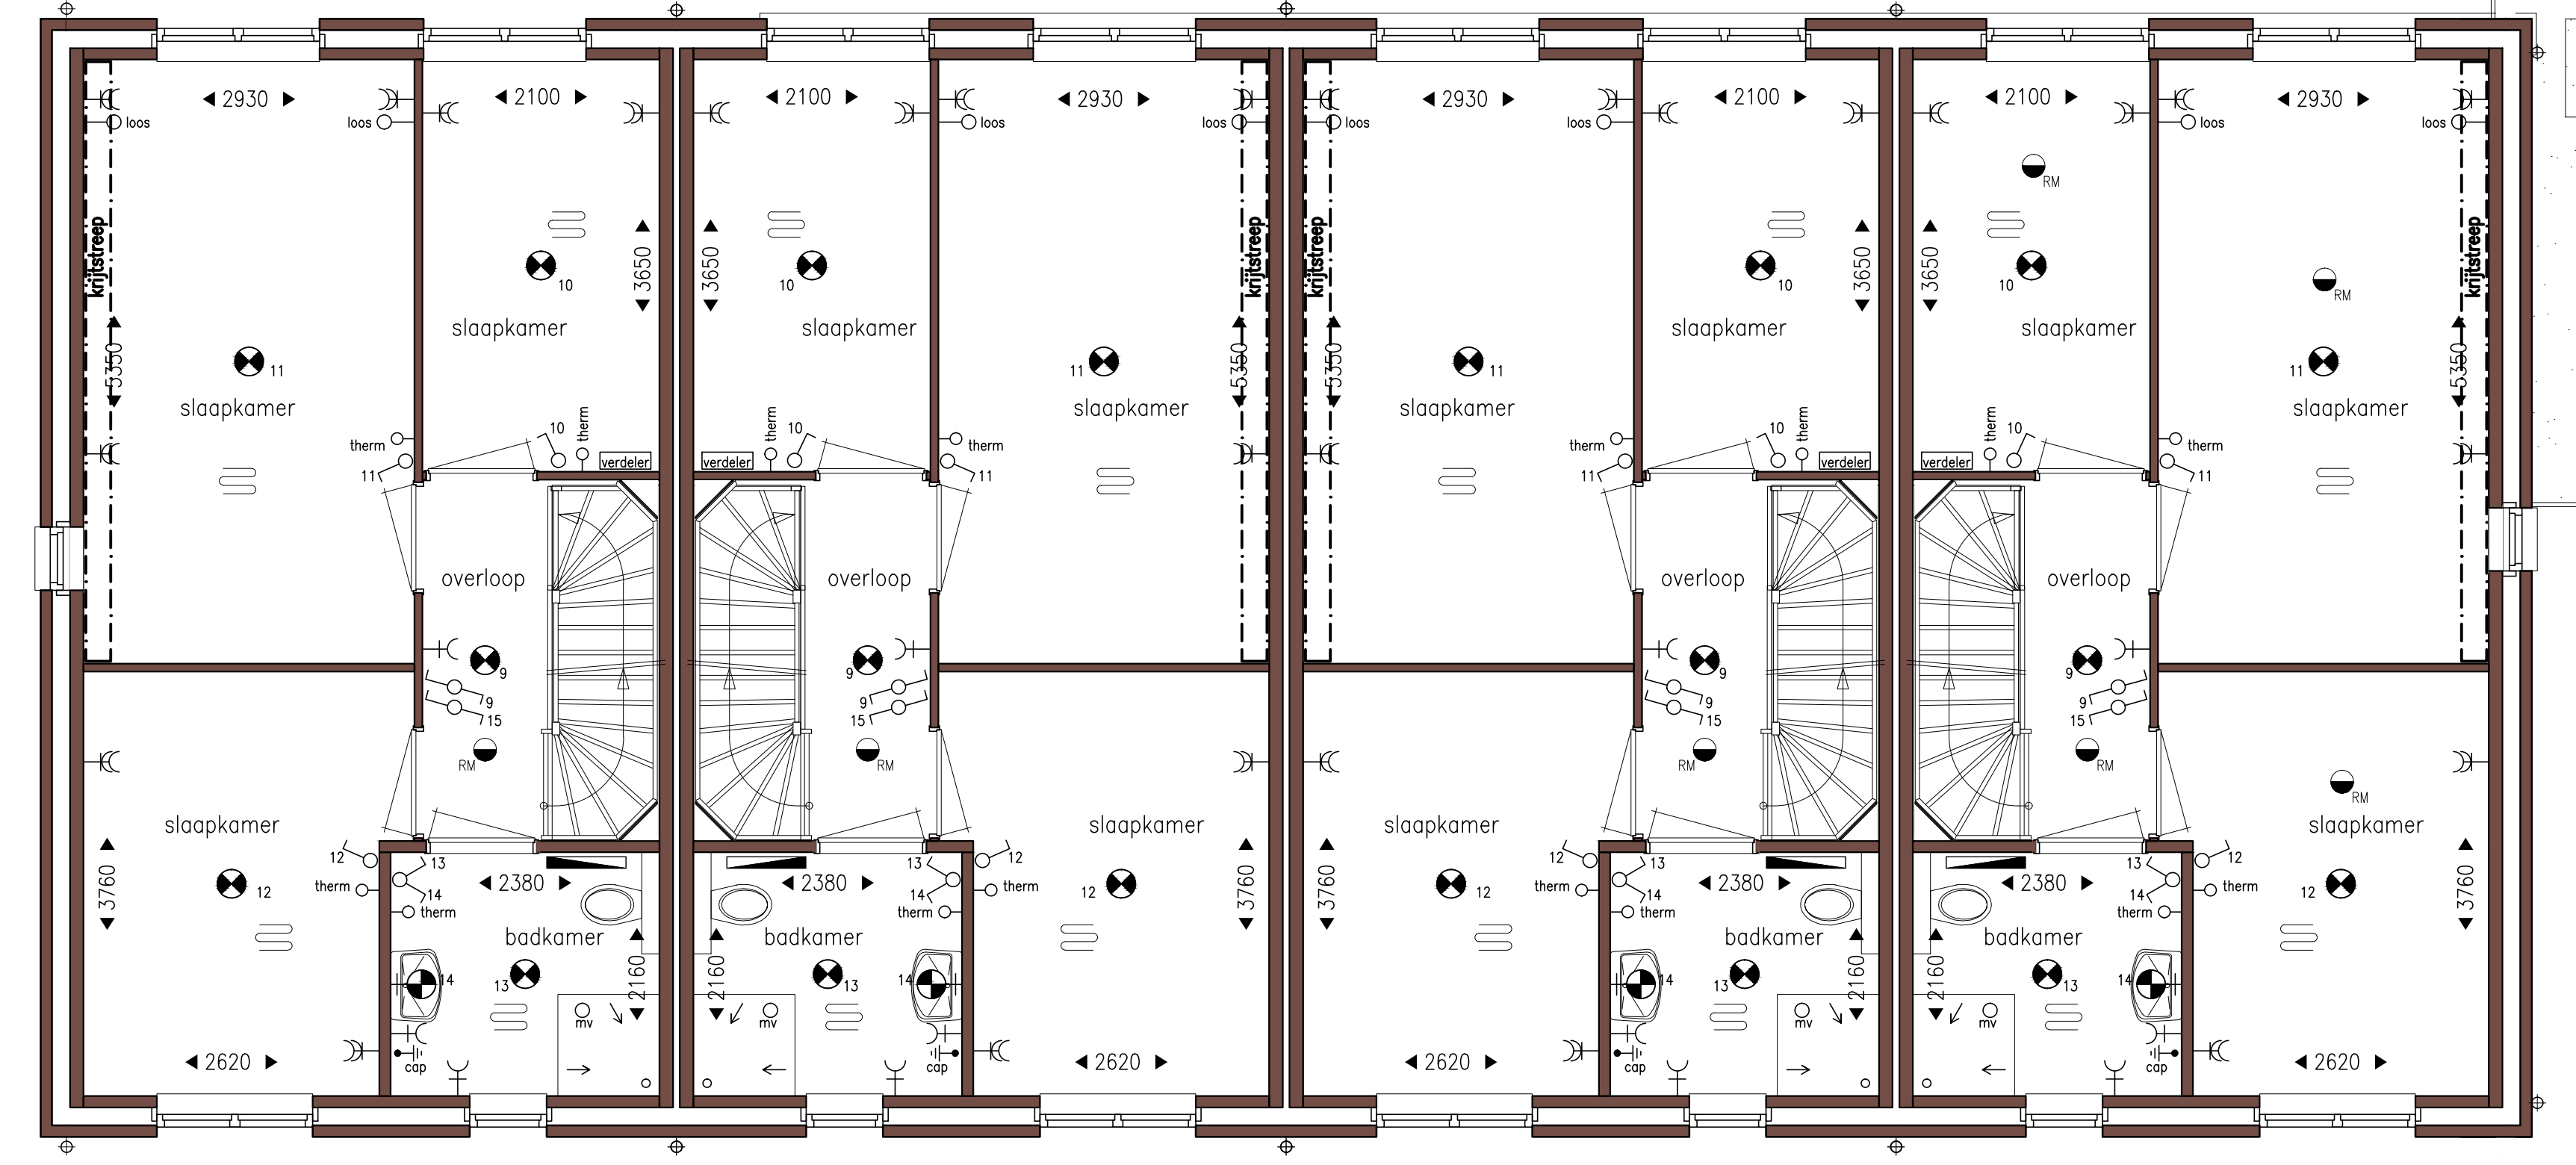 2930
2100
2100
2930
2930
2100
2100
2930
loos
loos
loos
loos
loos
loos
loos
loos
RM
krijtstreep
3650
3650
krijtstreep
krijtstreep
3650
3650
krijtstreep
10
10
10
10
RM
slaapkamer
slaapkamer
slaapkamer
slaapkamer
5350
11
11
5350
5350
11
11
5350
slaapkamer
slaapkamer
slaapkamer
slaapkamer
therm
11
10
therm
verdeler
verdeler
therm
10
therm
11
therm
11
10
therm
verdeler
verdeler
therm
10
therm
11
overloop
overloop
overloop
overloop
9
9
9
9
9
9
9
9
15
15
15
15
RM
RM
RM
RM
RM
slaapkamer
slaapkamer
slaapkamer
slaapkamer
12
13
13
12
12
13
13
12
3760
12
therm
14
therm
2380
2380
14
therm
therm
12
3760
3760
12
therm
14
therm
2380
2380
14
therm
therm
12
3760
badkamer
badkamer
badkamer
badkamer
14
13
2160
2160
13
14
14
13
2160
2160
13
14
mv
mv
mv
mv
cap
cap
cap
cap
2620
2620
2620
2620